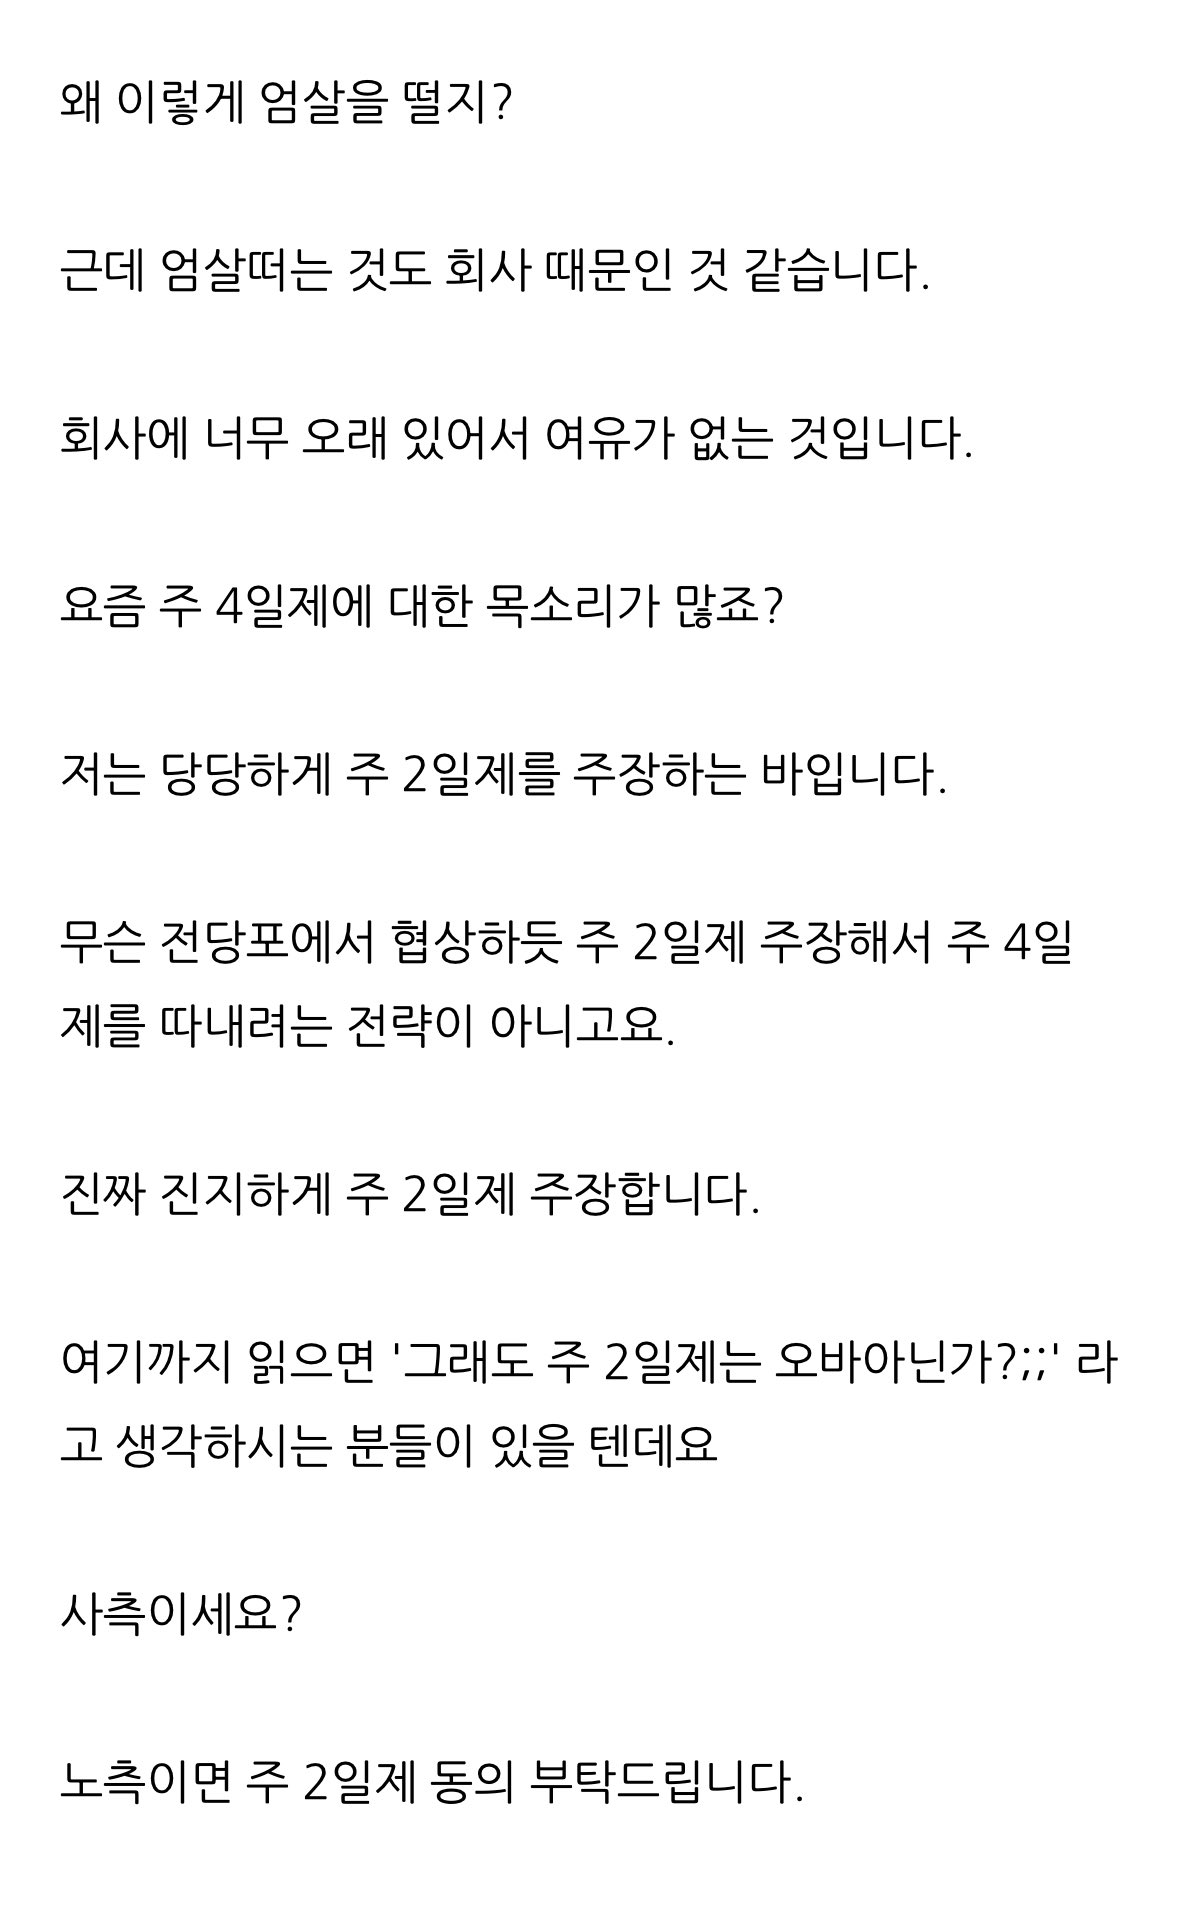 왜 이렇게 엄살을 떨지?
근데 엄살떠는 것도 회사 때문인 것 같습니다.
회사에 너무 오래 있어서 여유가 없는 것입니다.
요즘 주 4일제에 대한 목소리가 많죠?
저는 당당하게 주 2일제를 주장하는 바입니다.
무슨 전당포에서 협상하듯 주 2일제 주장해서 주 4일
제를 따내려는 전략이 아니고요.
진짜 진지하게 주 2일제 주장합니다.
여기까지 읽으면 '그래도 주 2일제는 오바아닌가?;;' 라
고 생각하시는 분들이 있을 텐데요
사측이세요?
노측이면 주 2일제 동의 부탁드립니다.